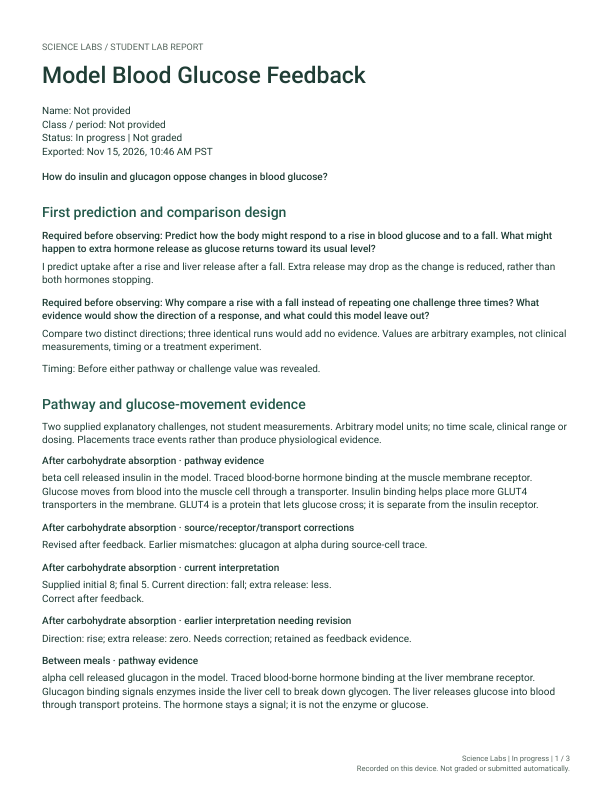 SCIENCE LABS / STUDENT LAB REPORT
Model Blood Glucose Feedback
Name: Not provided
Class / period: Not provided
Status: In progress | Not graded
Exported: Nov 15, 2026, 10:46 AM PST
How do insulin and glucagon oppose changes in blood glucose?
First prediction and comparison design
Required before observing: Predict how the body might respond to a rise in blood glucose and to a fall. What might
happen to extra hormone release as glucose returns toward its usual level?
I predict uptake after a rise and liver release after a fall. Extra release may drop as the change is reduced, rather than
both hormones stopping.
Required before observing: Why compare a rise with a fall instead of repeating one challenge three times? What
evidence would show the direction of a response, and what could this model leave out?
Compare two distinct directions; three identical runs would add no evidence. Values are arbitrary examples, not clinical
measurements, timing or a treatment experiment.
Timing: Before either pathway or challenge value was revealed.
Pathway and glucose-movement evidence
Two supplied explanatory challenges, not student measurements. Arbitrary model units; no time scale, clinical range or
dosing. Placements trace events rather than produce physiological evidence.
After carbohydrate absorption · pathway evidence
beta cell released insulin in the model. Traced blood-borne hormone binding at the muscle membrane receptor.
Glucose moves from blood into the muscle cell through a transporter. Insulin binding helps place more GLUT4
transporters in the membrane. GLUT4 is a protein that lets glucose cross; it is separate from the insulin receptor.
After carbohydrate absorption · source/receptor/transport corrections
Revised after feedback. Earlier mismatches: glucagon at alpha during source-cell trace.
After carbohydrate absorption · current interpretation
Supplied initial 8; final 5. Current direction: fall; extra release: less.
Correct after feedback.
After carbohydrate absorption · earlier interpretation needing revision
Direction: rise; extra release: zero. Needs correction; retained as feedback evidence.
Between meals · pathway evidence
alpha cell released glucagon in the model. Traced blood-borne hormone binding at the liver membrane receptor.
Glucagon binding signals enzymes inside the liver cell to break down glycogen. The liver releases glucose into blood
through transport proteins. The hormone stays a signal; it is not the enzyme or glucose.
Science Labs | In progress | 1 / 3
Recorded on this device. Not graded or submitted automatically.